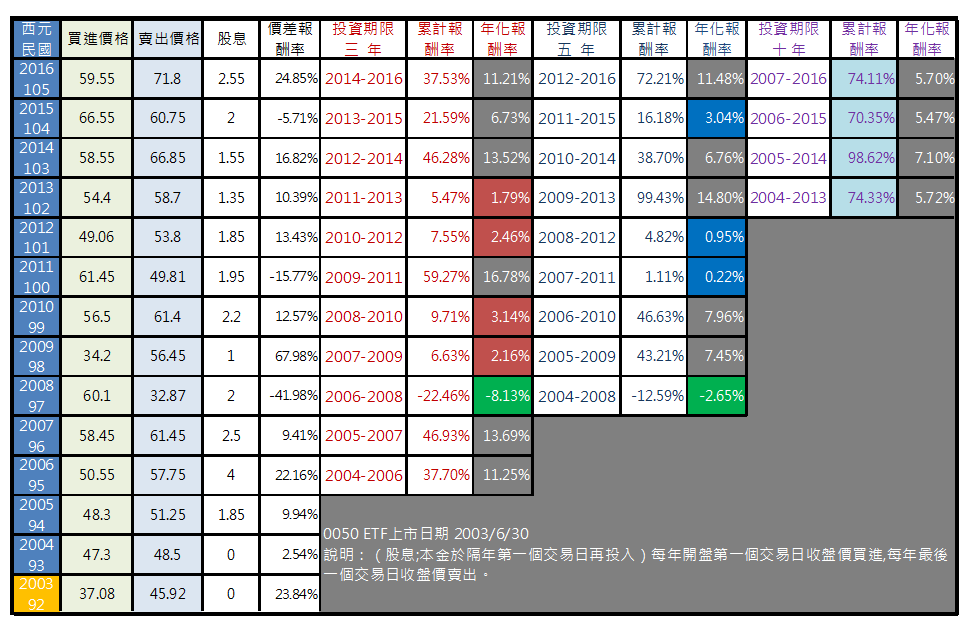 西元 民國 買進價格 賣出價格 股息 價差報酬率 投資期限三 年 累計報酬率 年化報酬率 投資期限五 年 累計報酬率 年化報酬率 投資期限十 年 累計報酬率 年化報酬率
2016 105 59.55 71.8 2.55 24.85% 2014-2016 37.53% 11.21% 2012-2016 72.21% 11.48% 2007-2016 74.11% 5.70%
2015 104 66.55 60.75 2 -5.71% 2013-2015 21.59% 6.73% 2011-2015 16.18% 3.04% 2006-2015 70.35% 5.47%
2014 103 58.55 66.85 1.55 16.82% 2012-2014 46.28% 13.52% 2010-2014 38.70% 6.76% 2005-2014 98.62% 7.10%
2013 102 54.4 58.7 1.35 10.39% 2011-2013 5.47% 1.79% 2009-2013 99.43% 14.80% 2004-2013 74.33% 5.72%
2012 101 49.06 53.8 1.85 13.43% 2010-2012 7.55% 2.46% 2008-2012 4.82% 0.95%
2011 100 61.45 49.81 1.95 -15.77% 2009-2011 59.27% 16.78% 2007-2011 1.11% 0.22%
2010 99 56.5 61.4 2.2 12.57% 2008-2010 9.71% 3.14% 2006-2010 46.63% 7.96%
2009 98 34.2 56.45 1 67.98% 2007-2009 6.63% 2.16% 2005-2009 43.21% 7.45%
2008 97 60.1 32.87 2 -41.98% 2006-2008 -22.46% -8.13% 2004-2008 -12.59% -2.65%
2007 96 58.45 61.45 2.5 9.41% 2005-2007 46.93% 13.69%
2006 95 50.55 57.75 4 22.16% 2004-2006 37.70% 11.25%
2005 94 48.3 51.25 1.85 9.94%
2004 93 47.3 48.5 0 2.54%
2003 92 37.08 45.92 0 23.84%
0050 ETF上市日期 2003/6/30
說明：（股息;本金於隔年第一個交易日再投入）每年開盤第一個交易日收盤價買進,每年最後
一個交易日收盤價賣出。